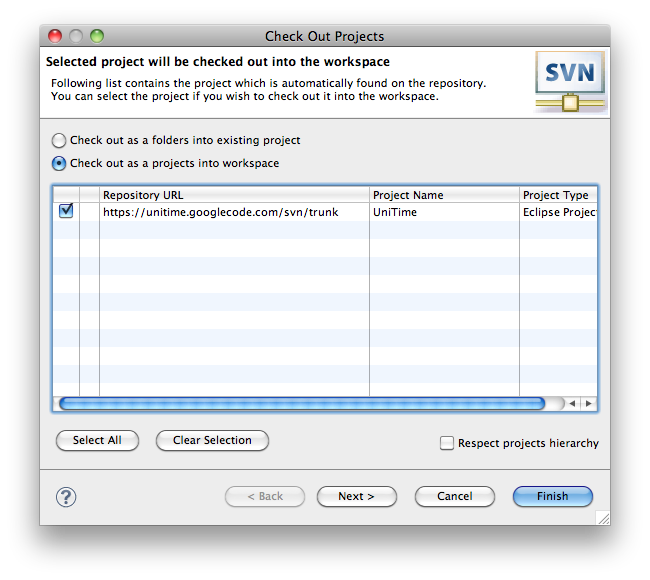 Check Out Projects
Selected project will be checked out into the workspace
Following list contains the project which is automatically found on the repository.
You can select the project if you wish to check out it into the workspace.
SVN
Check out as a folders into existing project
Check out as a projects into workspace
Repository URL Project Name Project Type
https://unitime.googlecode.com/svn/trunk UniTime Eclipse Projec
Select All Clear Selection Respect projects hierarchy
? < Back Next > Cancel Finish